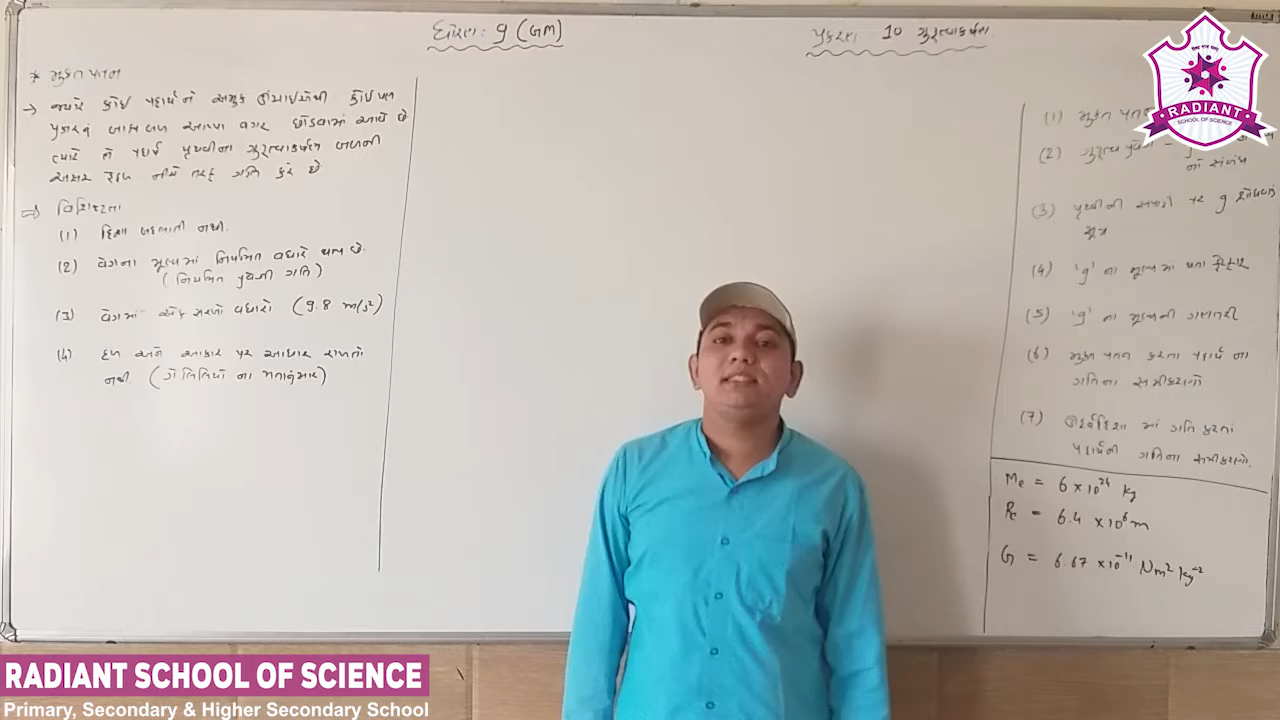 ધોરણ : 9 (GM)
પ્રકરણ 10 ગુરુત્વાકર્ષણ
* મુક્ત પતન
→ જ્યારે કોઈ પદાર્થને અમુક ઊંચાઈએથી કોઈ પણ
પ્રકારનું બાહ્ય બળ આપ્યા વગર છોડવામાં આવે છે
ત્યારે તે પદાર્થ પૃથ્વીના ગુરુત્વાકર્ષણ બળની
અસર હેઠળ નીચે તરફ ગતિ કરે છે
⇒ વિશિષ્ટતા
(1) દિશા બદલાતી નથી.
(2) વેગના મૂલ્યમાં નિયમિત વધારો થાય છે.
(નિયમિત પ્રવેગી ગતિ)
(3) વેગમાં એક સરખો વધારો (9.8 m/s²)
(4) દળ અને આકાર પર આધાર રાખતો
નથી. (ગેલિલિયો ના મતાનુસાર)
(1) મુક્ત પતન
(2) ગુરુત્વ પ્રવેગ -
નો સંબંધ
(3) પૃથ્વીની સપાટી પર g શોધવાનું
સૂત્ર
(4) 'g' ના મૂલ્યમાં થતા ફેરફાર
(5) 'g' ના મૂલ્યની ગણતરી
(6) મુક્ત પતન કરતા પદાર્થ ના
ગતિના સમીકરણો
(7) ઊર્ધ્વદિશા માં ગતિ કરતાં
પદાર્થની ગતિના સમીકરણો.
Me = 6 × 10²⁴ kg
Re = 6.4 × 10⁶ m
G = 6.67 × 10⁻¹¹ Nm² kg⁻²
RADIANT
SCHOOL OF SCIENCE
RADIANT SCHOOL OF SCIENCE
Primary, Secondary & Higher Secondary School